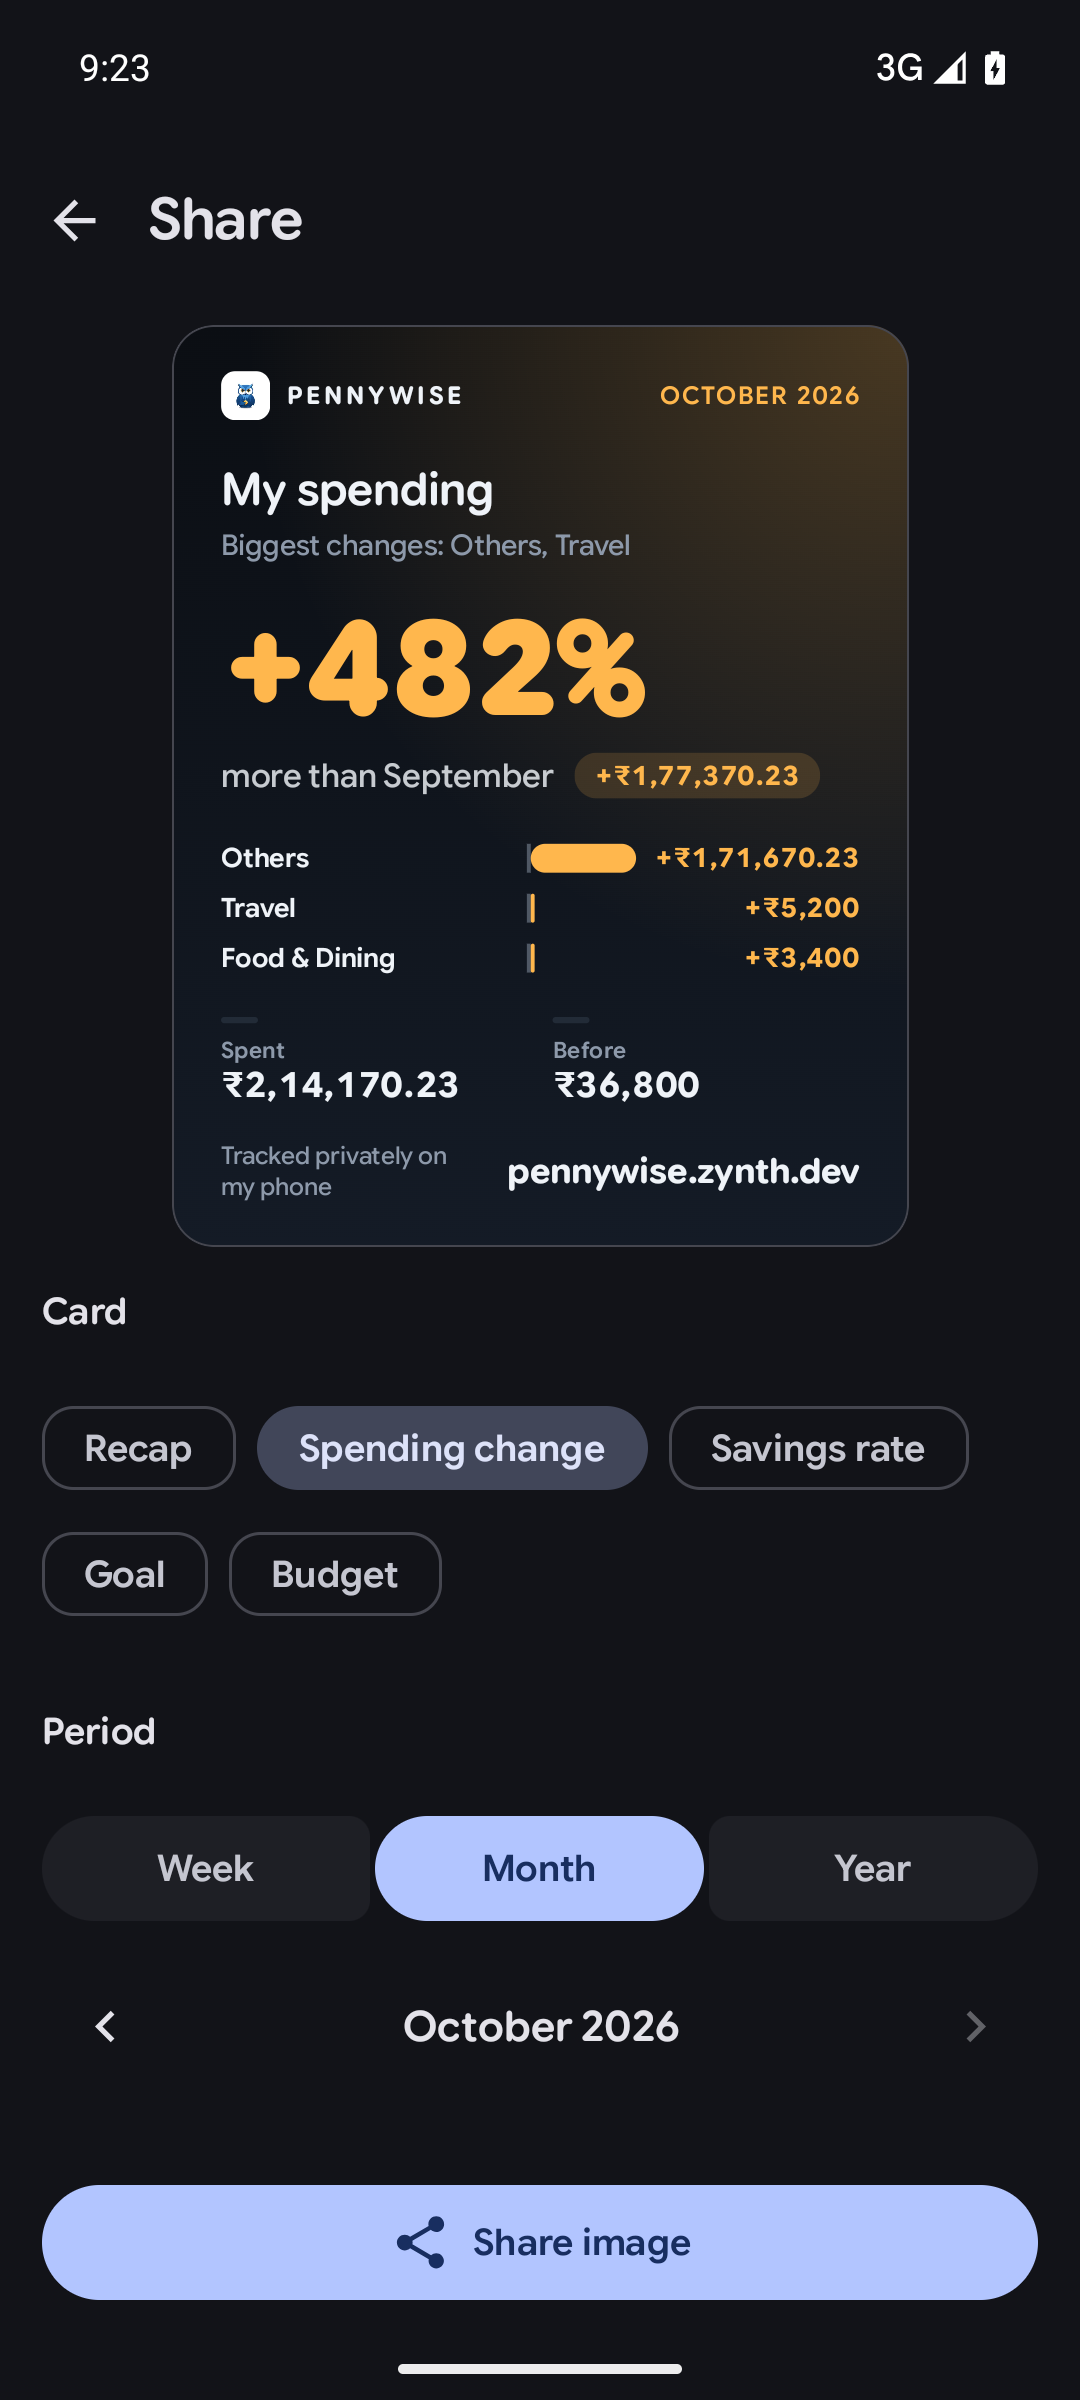 9:23
3G
Share
PENNYWISE
OCTOBER 2026
My spending
Biggest changes: Others, Travel
+482%
more than September +₹1,77,370.23
Others +₹1,71,670.23
Travel +₹5,200
Food & Dining +₹3,400
Spent Before
₹2,14,170.23 ₹36,800
Tracked privately on
my phone
pennywise.zynth.dev
Card
Recap Spending change Savings rate
Goal Budget
Period
Week Month Year
October 2026
Share image